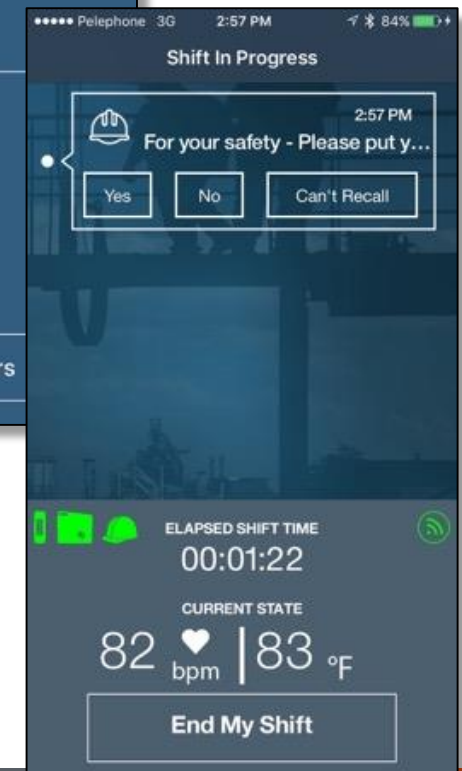 Pelephone 3G 2:57 PM 84%
Shift In Progress
2:57 PM
For your safety - Please put y...
Yes No Can't Recall
rs
ELAPSED SHIFT TIME
00:01:22
CURRENT STATE
82 bpm 83 °F
End My Shift